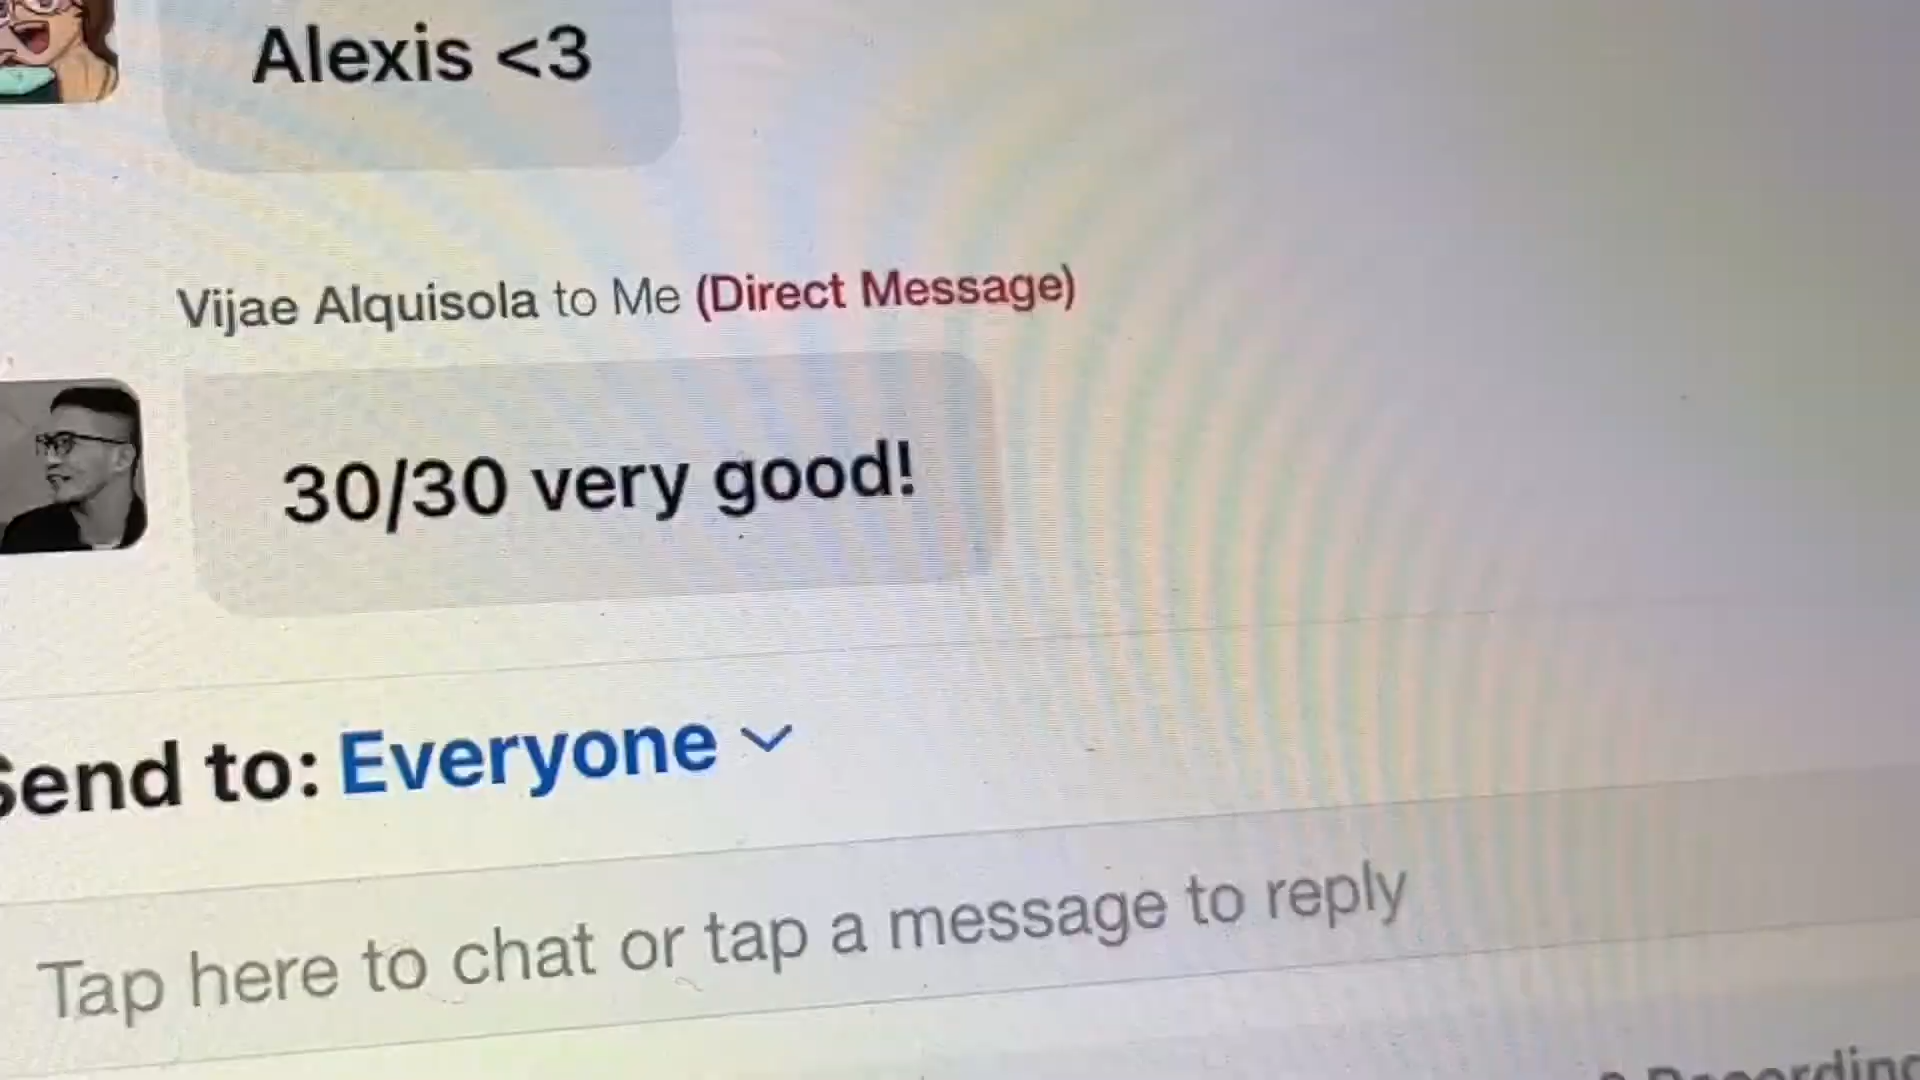 Alexis <3
Vijae Alquisola to Me (Direct Message)
30/30 very good!
Send to: Everyone
Tap here to chat or tap a message to reply
Recording